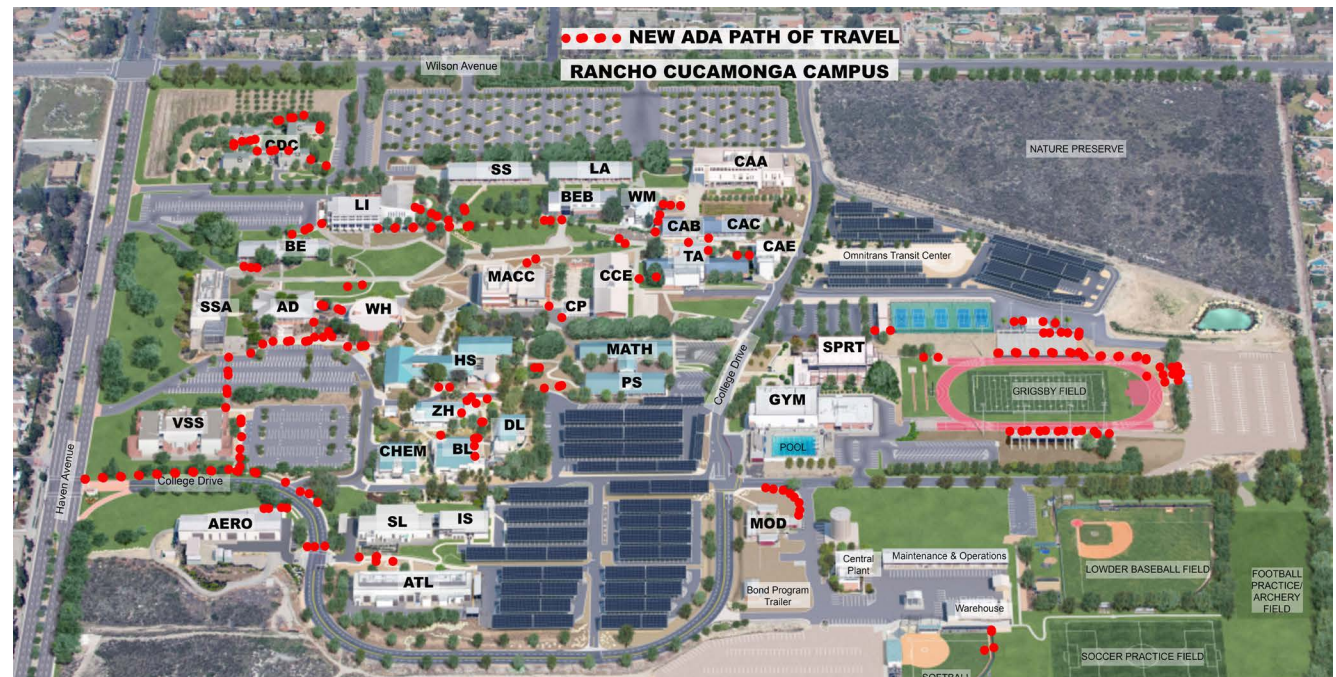 NEW ADA PATH OF TRAVEL
Wilson Avenue
RANCHO CUCAMONGA CAMPUS
CDC
NATURE PRESERVE
SS
LA
CAA
LI
BEB
WM
CAB
CAC
BE
TA
CAE
Omnitrans Transit Center
MACC
CCE
SSA
AD
WH
CP
HS
MATH
SPRT
PS
College Drive
GRIGSBY FIELD
GYM
ZH
VSS
DL
BL
CHEM
POOL
Haven Avenue
College Drive
AERO
SL
IS
MOD
Central
Plant
Maintenance & Operations
LOWDER BASEBALL FIELD
ATL
Bond Program
Trailer
FOOTBALL
PRACTICE/
ARCHERY
FIELD
Warehouse
SOCCER PRACTICE FIELD
SOFTBALL